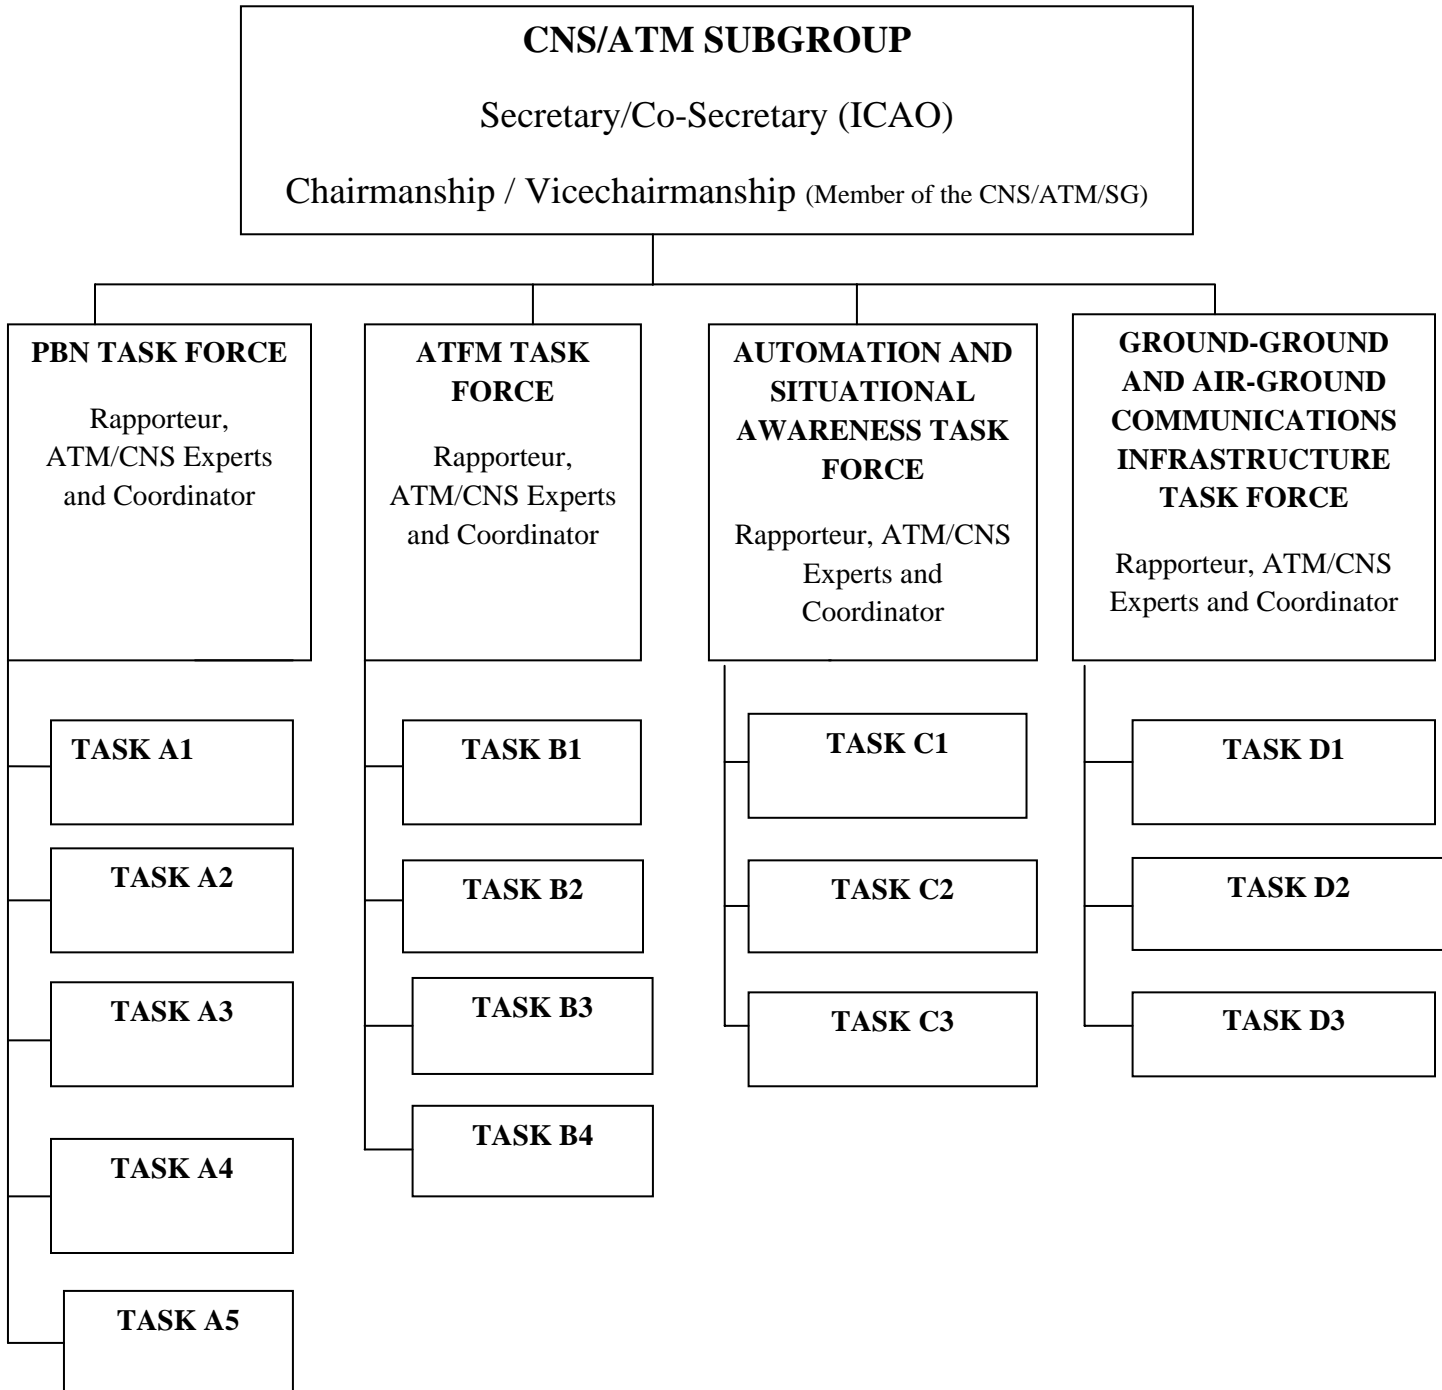 CNS/ATM SUBGROUP
Secretary/Co-Secretary (ICAO)
Chairmanship / Vicechairmanship (Member of the CNS/ATM/SG)
PBN TASK FORCE
Rapporteur,
ATM/CNS Experts
and Coordinator
ATFM TASK
FORCE
Rapporteur,
ATM/CNS Experts
and Coordinator
AUTOMATION AND
SITUATIONAL
AWARENESS TASK
FORCE
Rapporteur, ATM/CNS
Experts and
Coordinator
GROUND-GROUND
AND AIR-GROUND
COMMUNICATIONS
INFRASTRUCTURE
TASK FORCE
Rapporteur, ATM/CNS
Experts and Coordinator
TASK A1
TASK A2
TASK A3
TASK A4
TASK A5
TASK B1
TASK B2
TASK B3
TASK B4
TASK C1
TASK C2
TASK C3
TASK D1
TASK D2
TASK D3